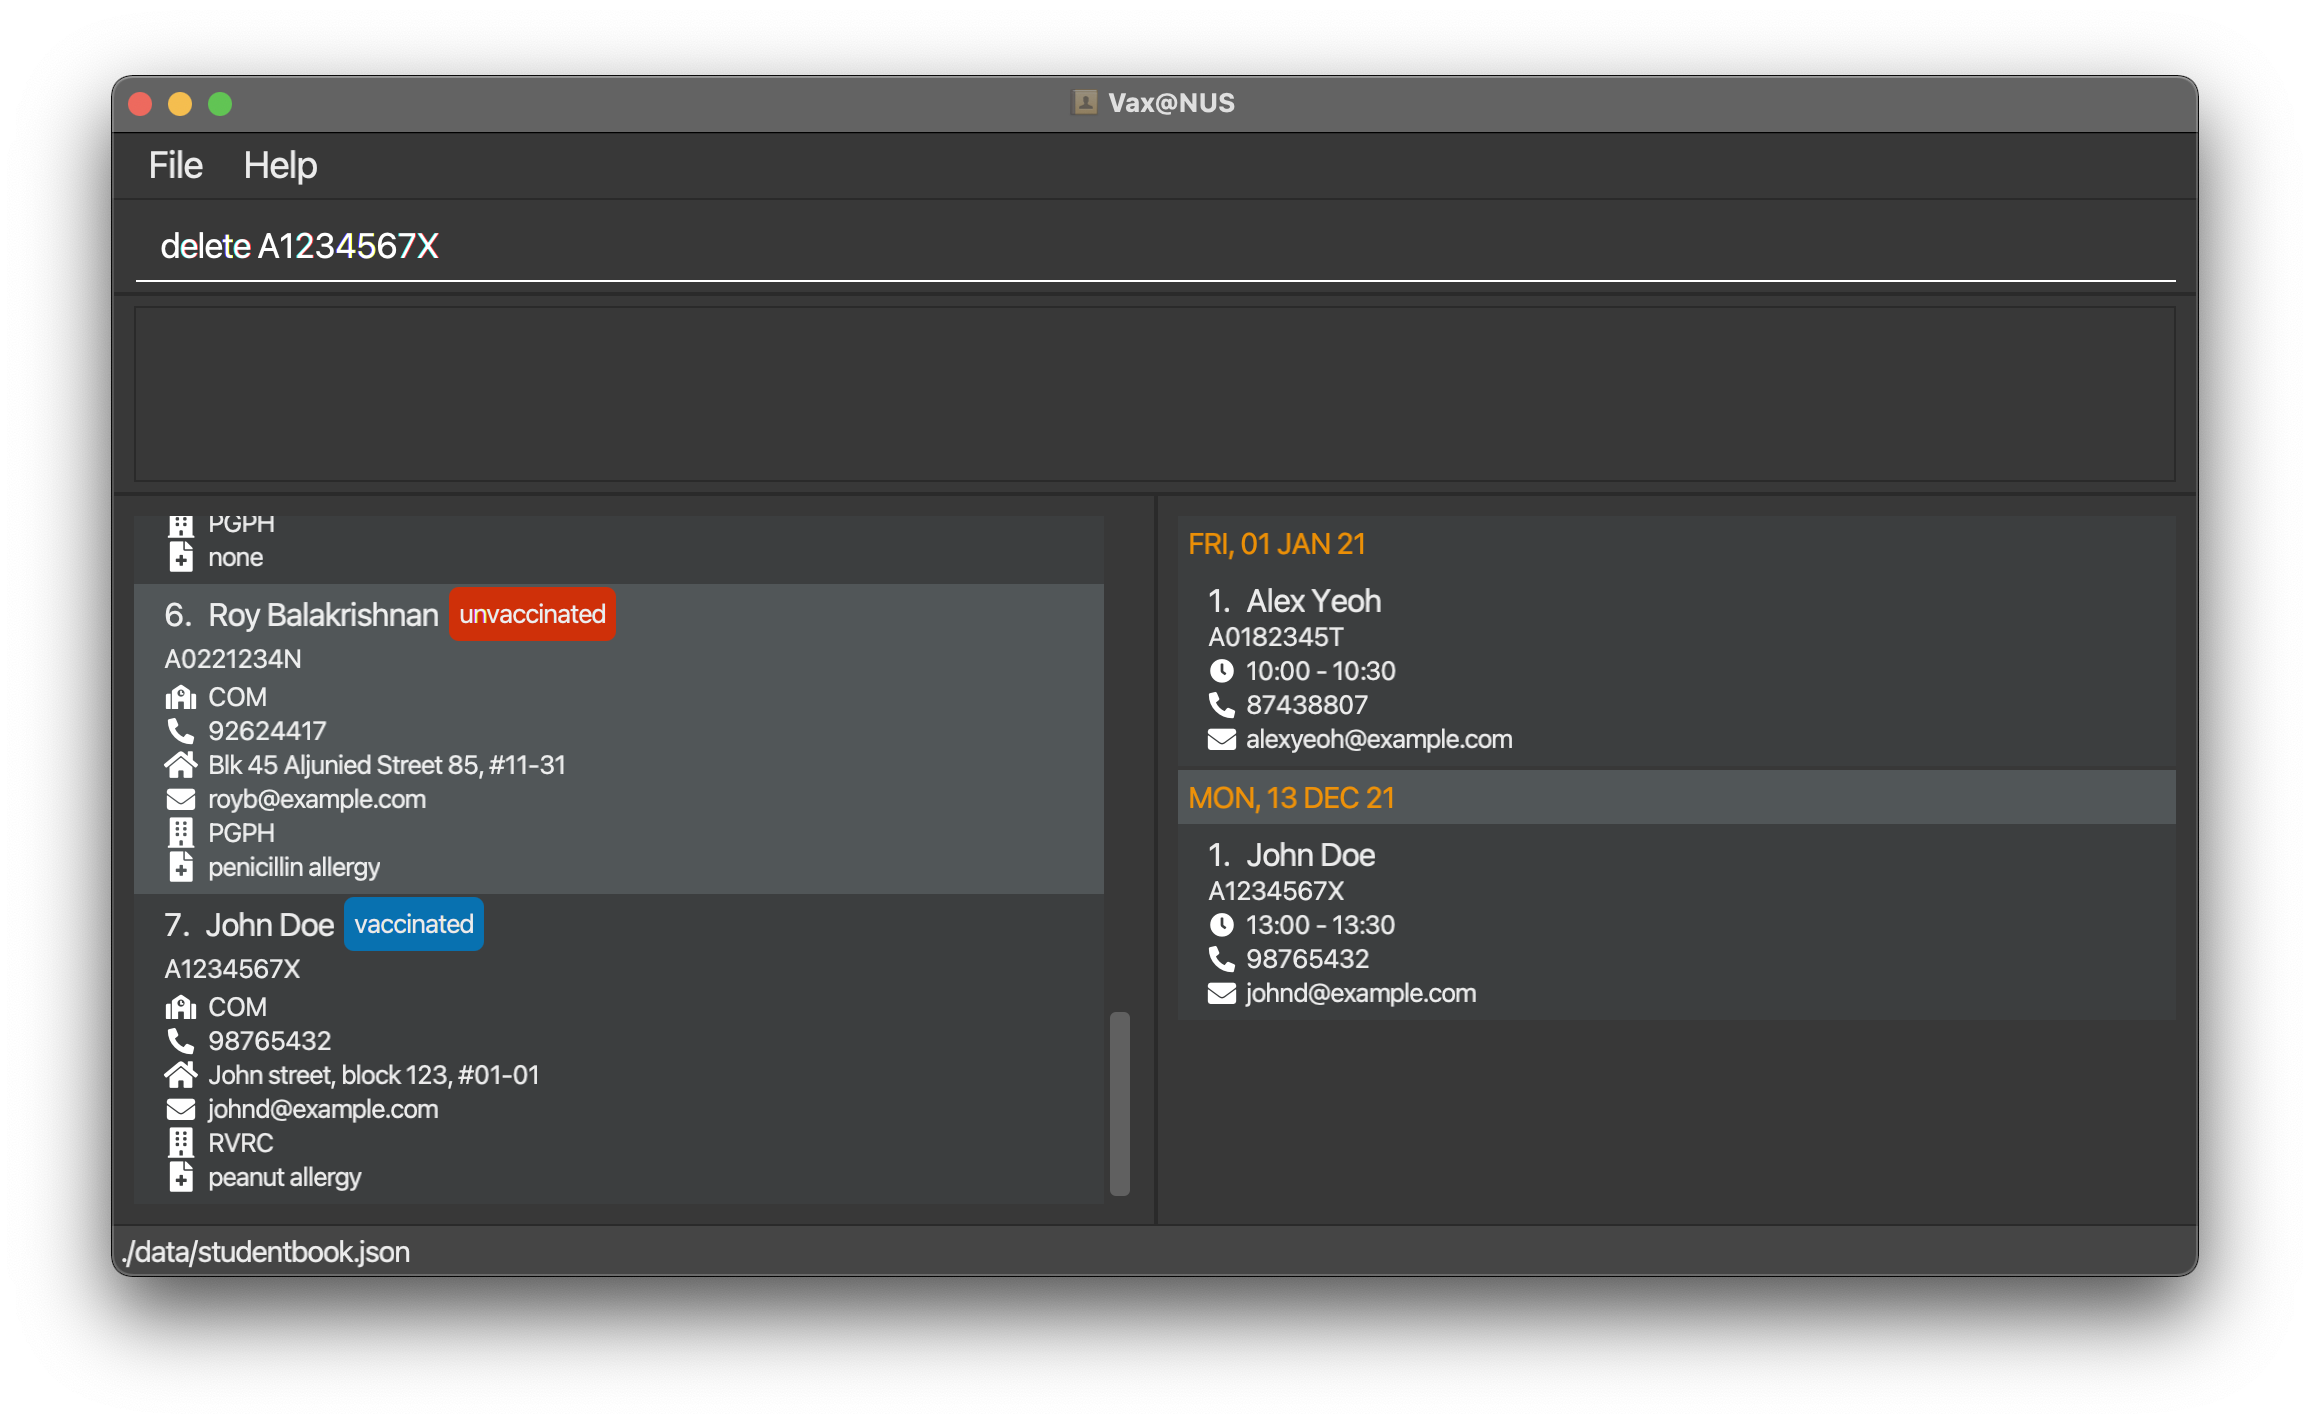 Vax@NUS
File Help
delete A1234567X
PGPH
none
6. Roy Balakrishnan unvaccinated
A0221234N
COM
92624417
Blk 45 Aljunied Street 85, #11-31
royb@example.com
PGPH
penicillin allergy
7. John Doe vaccinated
A1234567X
COM
98765432
John street, block 123, #01-01
johnd@example.com
RVRC
peanut allergy
FRI, 01 JAN 21
1. Alex Yeoh
A0182345T
10:00 - 10:30
87438807
alexyeoh@example.com
MON, 13 DEC 21
1. John Doe
A1234567X
13:00 - 13:30
98765432
johnd@example.com
./data/studentbook.json